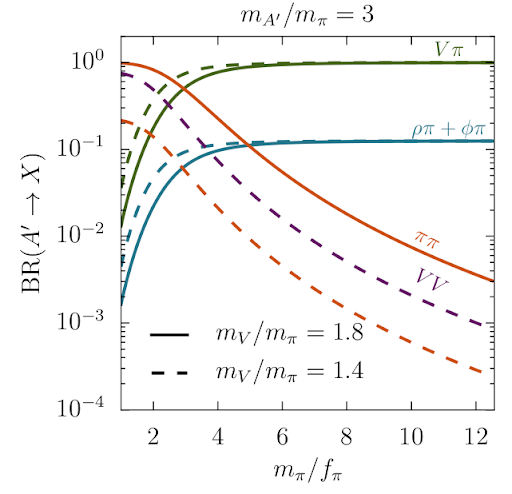 m_{A'}/m_π = 3
BR(A' → X)
10^0
10^{-1}
10^{-2}
10^{-3}
10^{-4}
Vπ
ρπ + ϕπ
ππ
VV
m_V/m_π = 1.8
m_V/m_π = 1.4
2 4 6 8 10 12
m_π/f_π